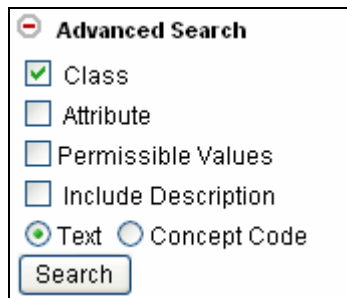 Advanced Search
Class
Attribute
Permissible Values
Include Description
Text Concept Code
Search